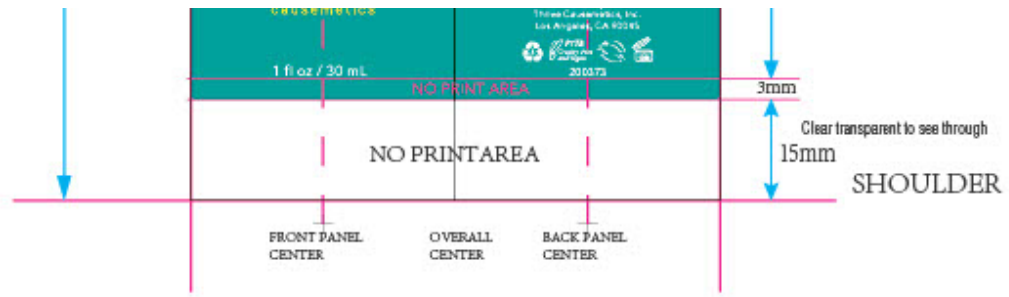 causemetics
Thrive Causemetics, Inc.
Los Angeles, CA 90045
1 fl oz / 30 mL
200373
NO PRINT AREA
3mm
Clear transparent to see through
NO PRINTAREA
15mm
SHOULDER
FRONT PANEL
CENTER
OVERALL
CENTER
BACK PANEL
CENTER